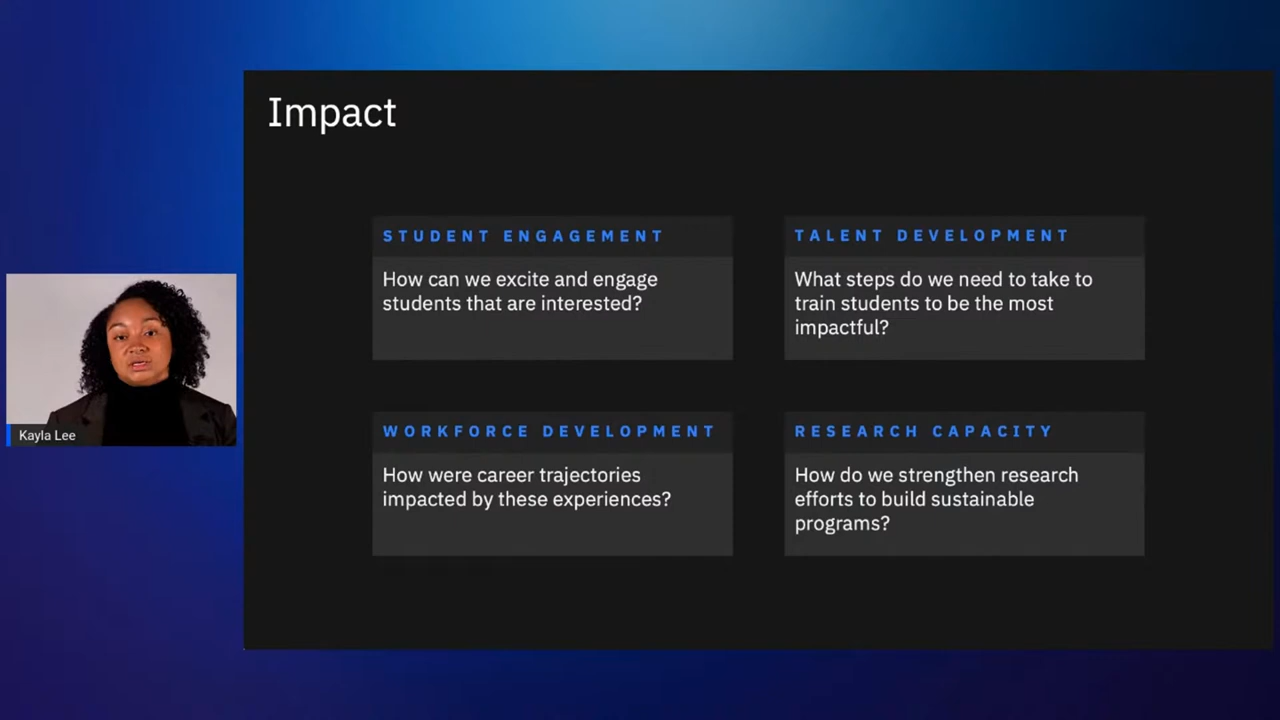 Impact
STUDENT ENGAGEMENT
How can we excite and engage
students that are interested?
TALENT DEVELOPMENT
What steps do we need to take to
train students to be the most
impactful?
WORKFORCE DEVELOPMENT
How were career trajectories
impacted by these experiences?
RESEARCH CAPACITY
How do we strengthen research
efforts to build sustainable
programs?
Kayla Lee